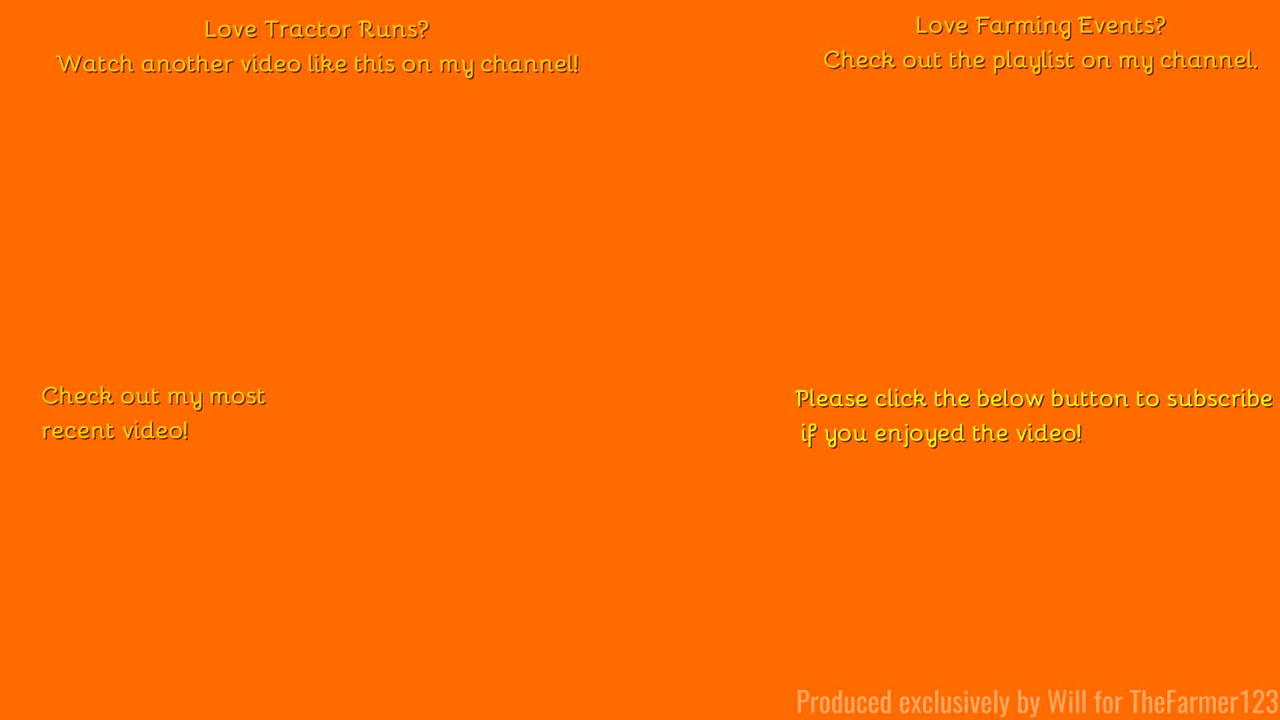 Love Tractor Runs?
Watch another video like this on my channel!
Love Farming Events?
Check out the playlist on my channel.
Check out my most
recent video!
Please click the below button to subscribe
if you enjoyed the video!
Produced exclusively by Will for TheFarmer123